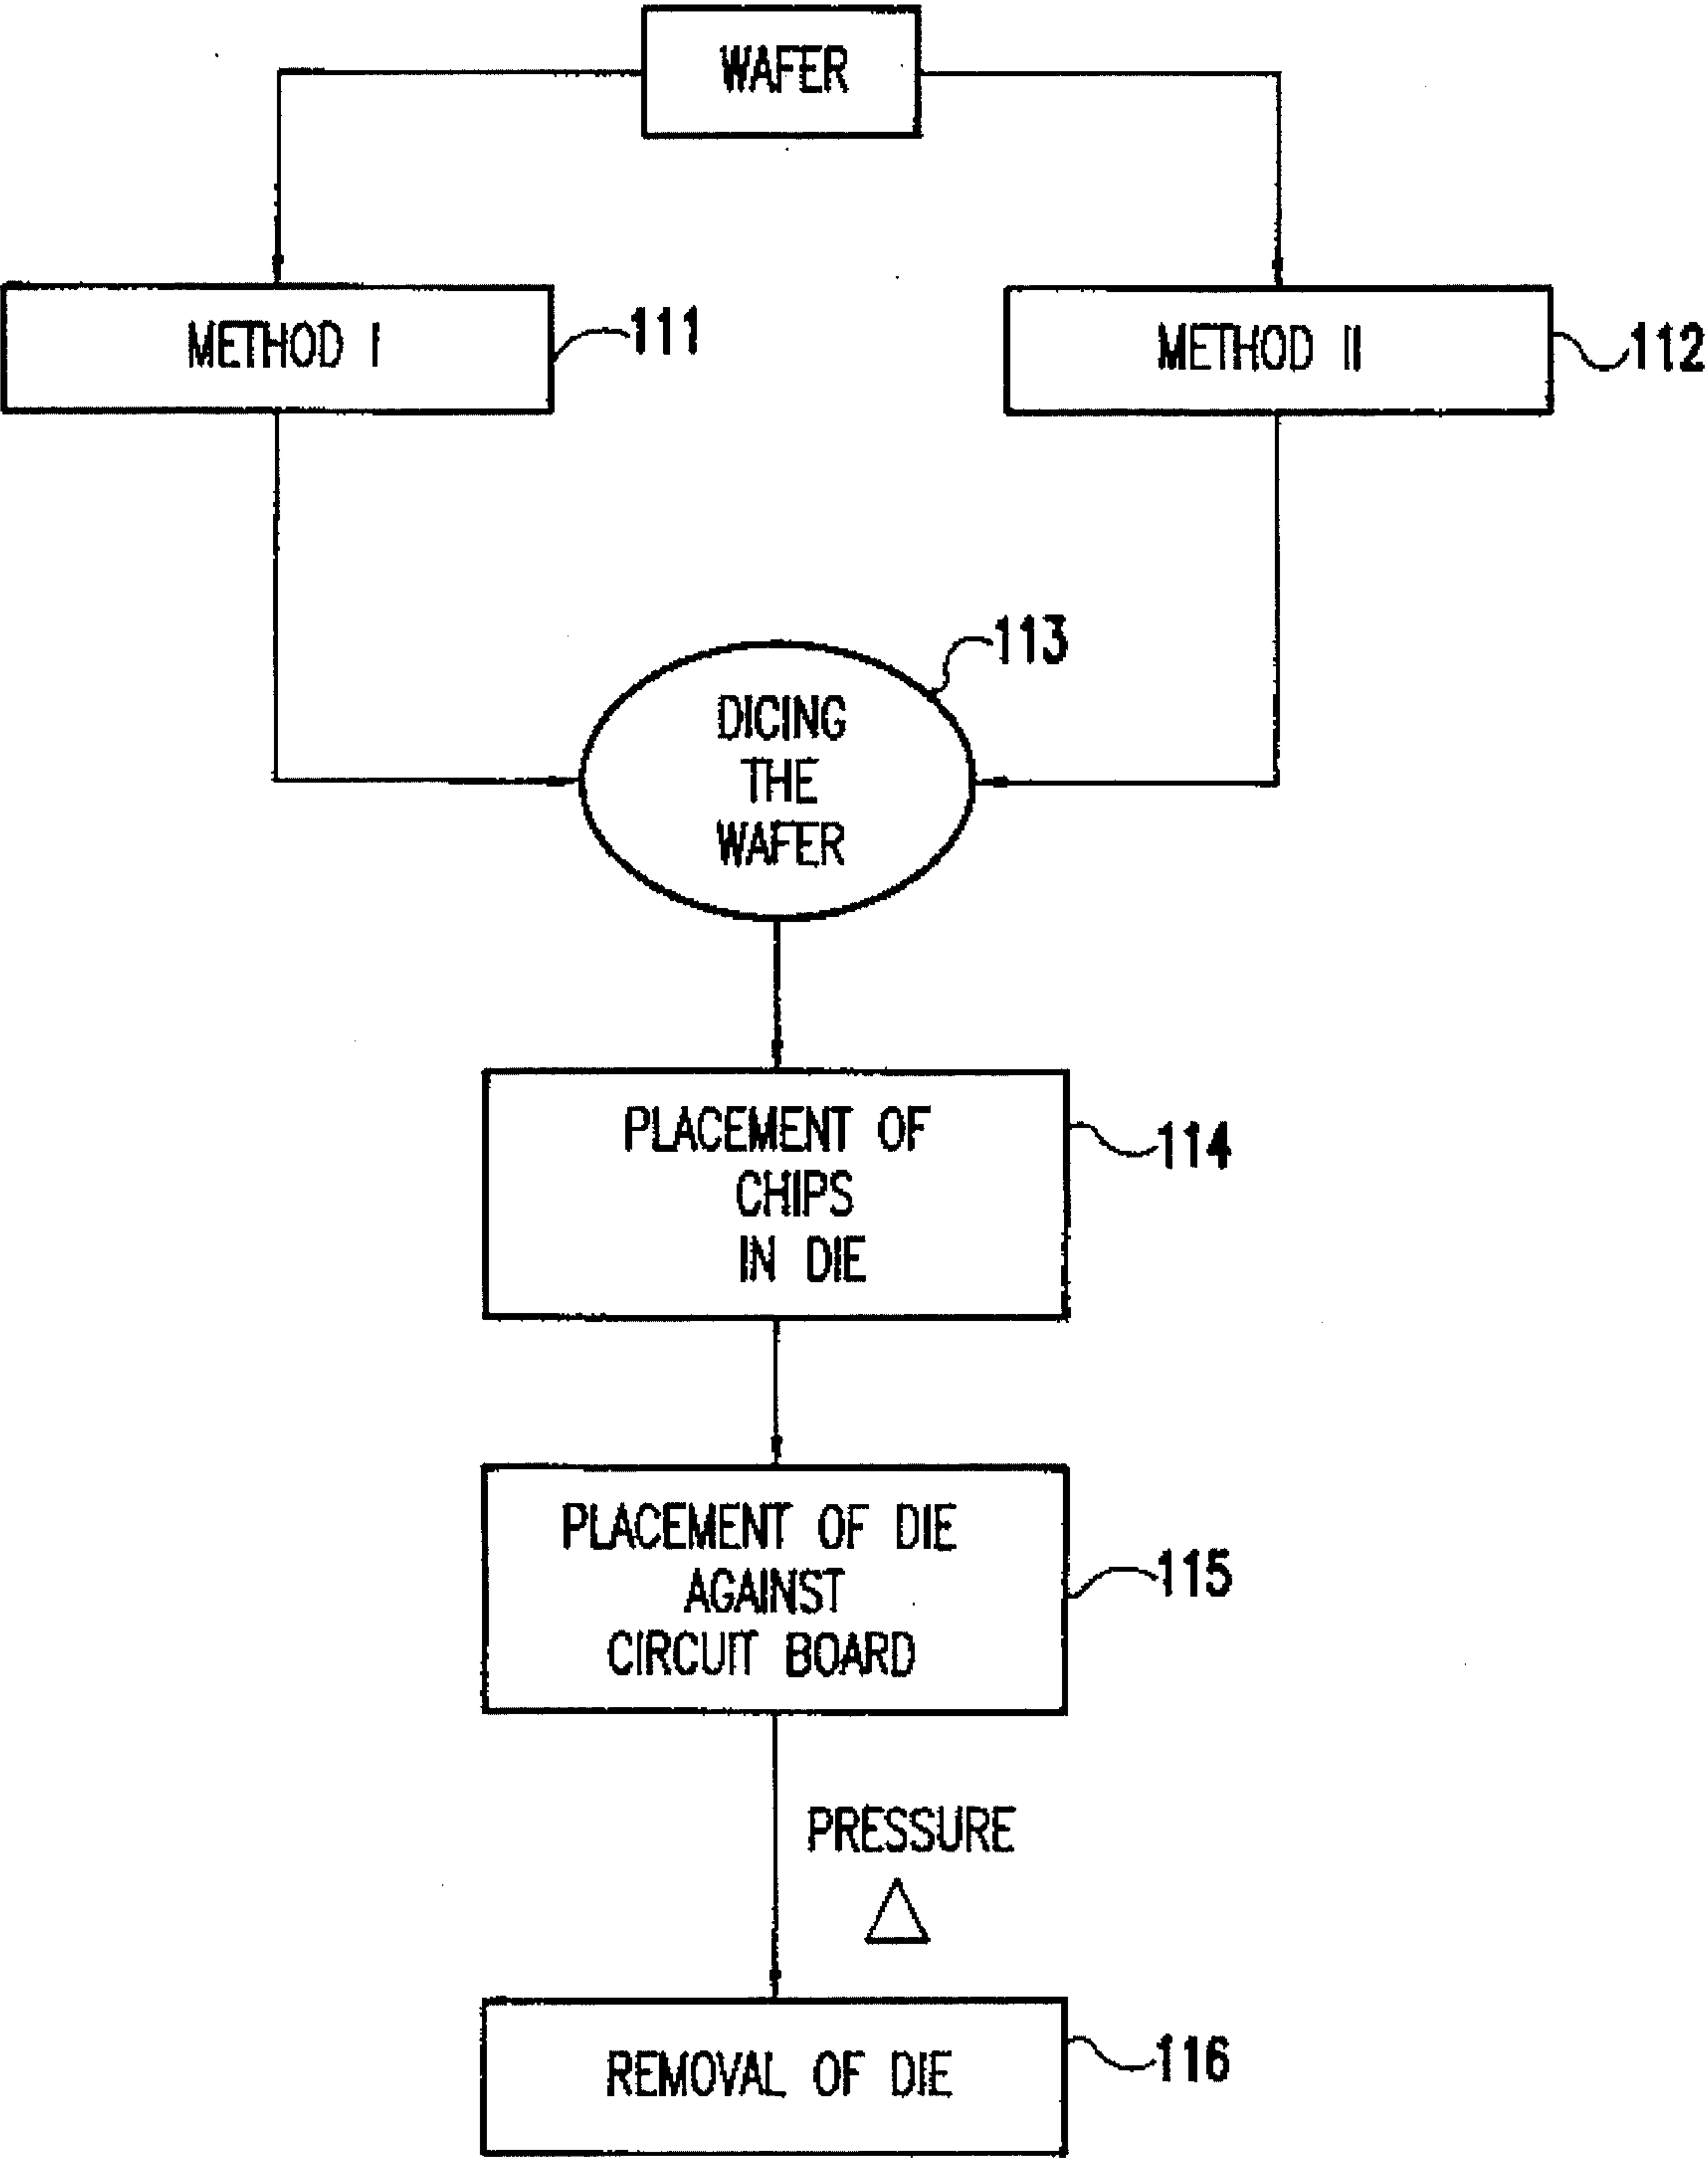 WAFER
METHOD I
111
METHOD II
112
113
DICING
THE
WAFER
PLACEMENT OF
CHIPS
IN DIE
114
PLACEMENT OF DIE
AGAINST
CIRCUIT BOARD
115
PRESSURE
△
REMOVAL OF DIE
116